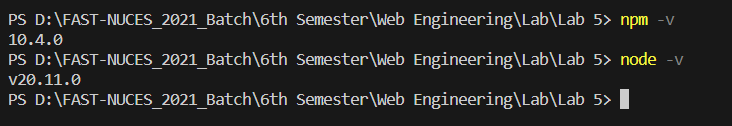 PS D:\FAST-NUCES_2021_Batch\6th Semester\Web Engineering\Lab\Lab 5> npm -v
10.4.0
PS D:\FAST-NUCES_2021_Batch\6th Semester\Web Engineering\Lab\Lab 5> node -v
v20.11.0
PS D:\FAST-NUCES_2021_Batch\6th Semester\Web Engineering\Lab\Lab 5>